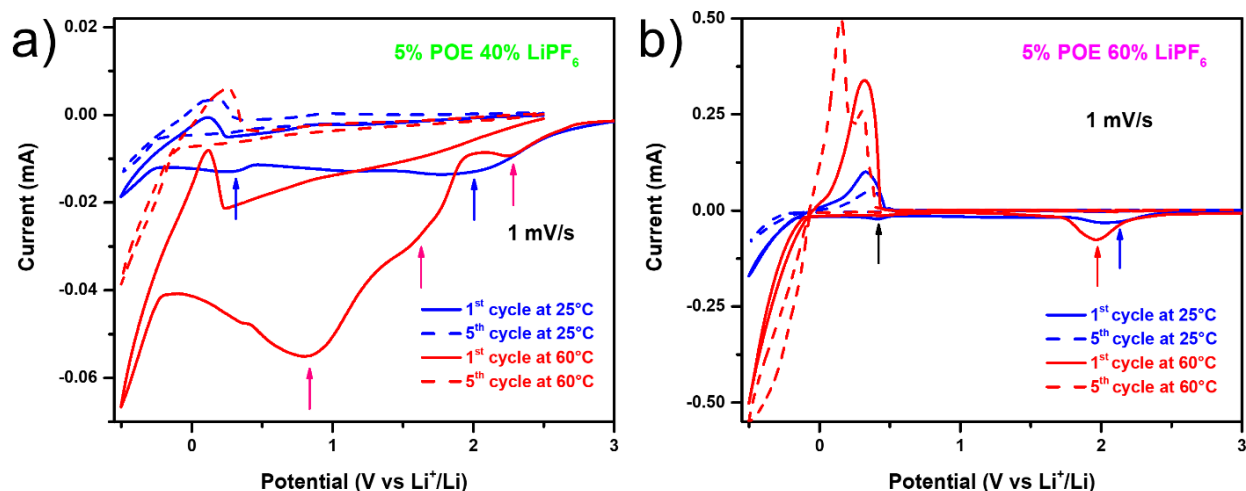 a)
5% POE 40% LiPF₆
1 mV/s
1st cycle at 25°C
5th cycle at 25°C
1st cycle at 60°C
5th cycle at 60°C
0.02
0.00
-0.02
-0.04
-0.06
Current (mA)
0
1
2
3
Potential (V vs Li⁺/Li)
b)
5% POE 60% LiPF₆
1 mV/s
1st cycle at 25°C
5th cycle at 25°C
1st cycle at 60°C
5th cycle at 60°C
0.50
0.25
0.00
-0.25
-0.50
Current (mA)
0
1
2
3
Potential (V vs Li⁺/Li)